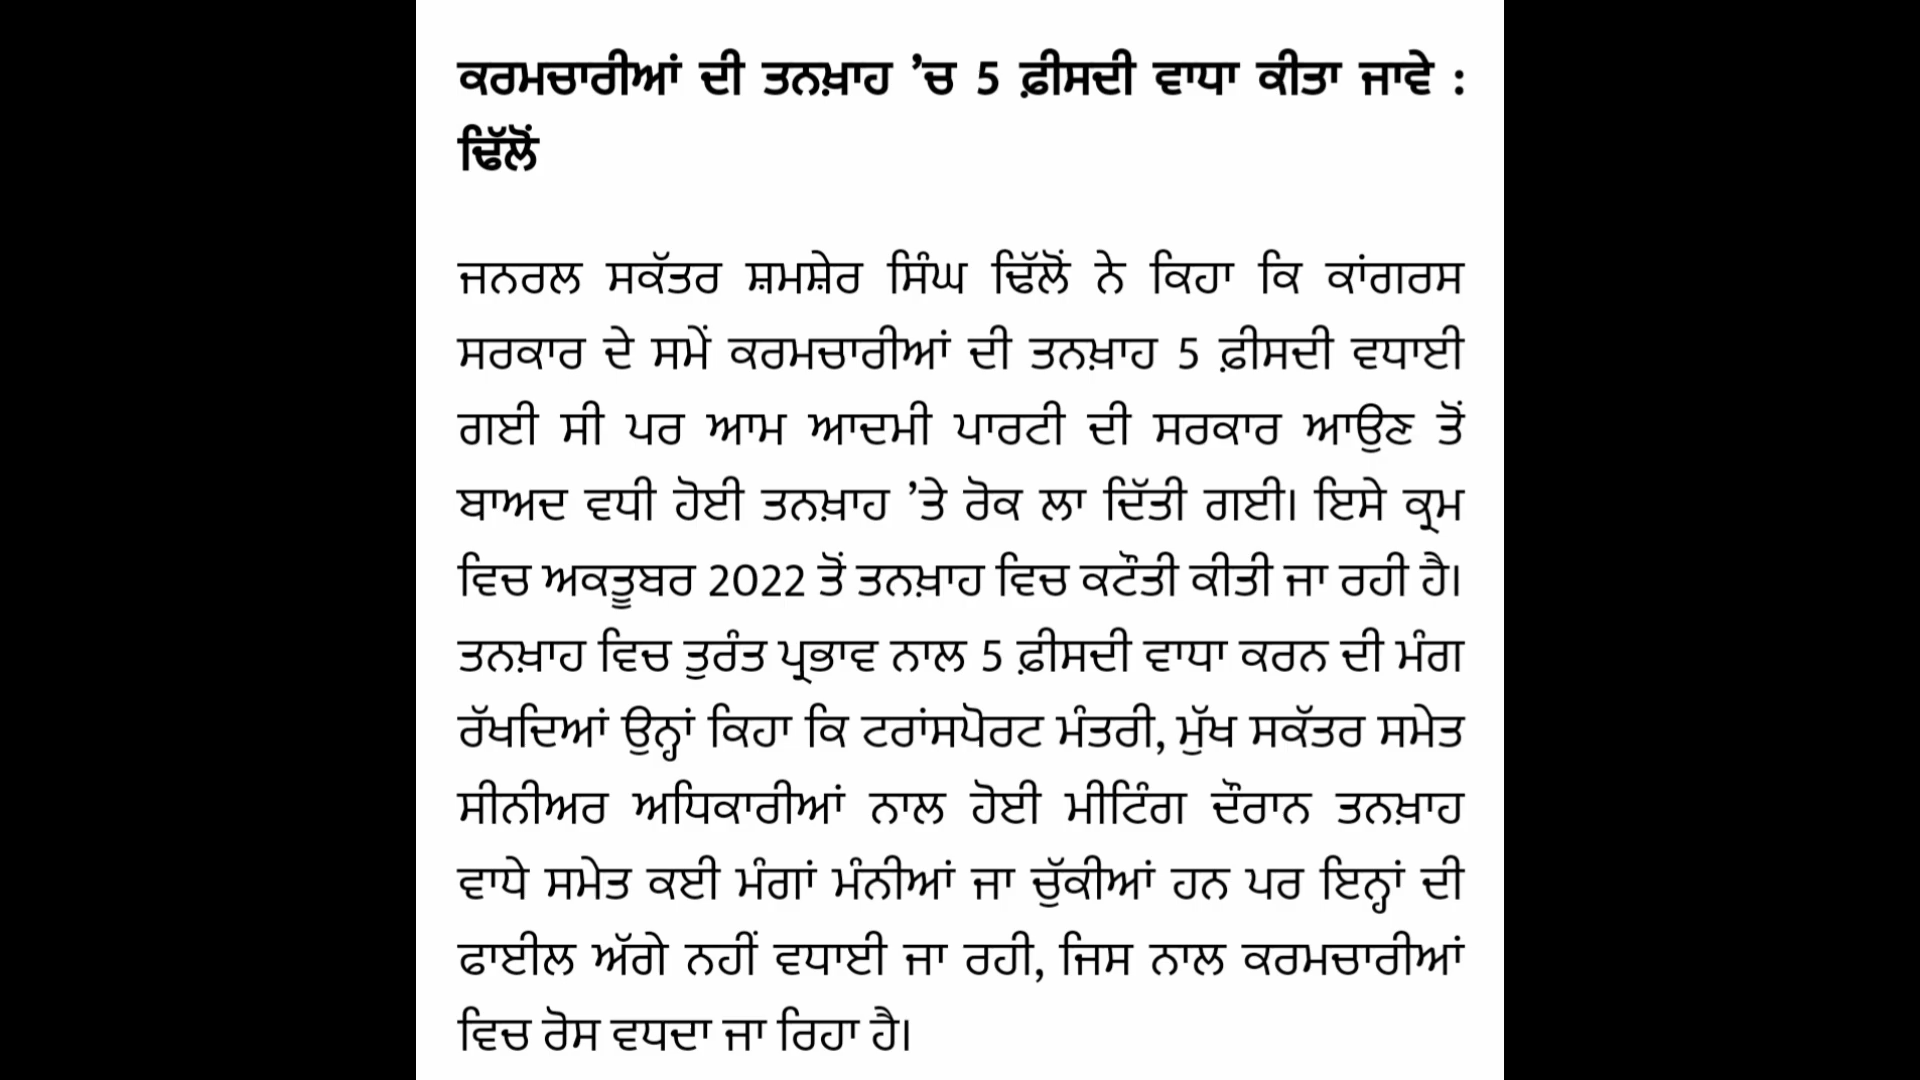 ਕਰਮਚਾਰੀਆਂ ਦੀ ਤਨਖ਼ਾਹ ’ਚ 5 ਫ਼ੀਸਦੀ ਵਾਧਾ ਕੀਤਾ ਜਾਵੇ :
ਢਿੱਲੋਂ
ਜਨਰਲ ਸਕੱਤਰ ਸ਼ਮਸ਼ੇਰ ਸਿੰਘ ਢਿੱਲੋਂ ਨੇ ਕਿਹਾ ਕਿ ਕਾਂਗਰਸ
ਸਰਕਾਰ ਦੇ ਸਮੇਂ ਕਰਮਚਾਰੀਆਂ ਦੀ ਤਨਖ਼ਾਹ 5 ਫ਼ੀਸਦੀ ਵਧਾਈ
ਗਈ ਸੀ ਪਰ ਆਮ ਆਦਮੀ ਪਾਰਟੀ ਦੀ ਸਰਕਾਰ ਆਉਣ ਤੋਂ
ਬਾਅਦ ਵਧੀ ਹੋਈ ਤਨਖ਼ਾਹ ’ਤੇ ਰੋਕ ਲਾ ਦਿੱਤੀ ਗਈ। ਇਸੇ ਕ੍ਰਮ
ਵਿਚ ਅਕਤੂਬਰ 2022 ਤੋਂ ਤਨਖ਼ਾਹ ਵਿਚ ਕਟੌਤੀ ਕੀਤੀ ਜਾ ਰਹੀ ਹੈ।
ਤਨਖ਼ਾਹ ਵਿਚ ਤੁਰੰਤ ਪ੍ਰਭਾਵ ਨਾਲ 5 ਫ਼ੀਸਦੀ ਵਾਧਾ ਕਰਨ ਦੀ ਮੰਗ
ਰੱਖਦਿਆਂ ਉਨ੍ਹਾਂ ਕਿਹਾ ਕਿ ਟਰਾਂਸਪੋਰਟ ਮੰਤਰੀ, ਮੁੱਖ ਸਕੱਤਰ ਸਮੇਤ
ਸੀਨੀਅਰ ਅਧਿਕਾਰੀਆਂ ਨਾਲ ਹੋਈ ਮੀਟਿੰਗ ਦੌਰਾਨ ਤਨਖ਼ਾਹ
ਵਾਧੇ ਸਮੇਤ ਕਈ ਮੰਗਾਂ ਮੰਨੀਆਂ ਜਾ ਚੁੱਕੀਆਂ ਹਨ ਪਰ ਇਨ੍ਹਾਂ ਦੀ
ਫਾਈਲ ਅੱਗੇ ਨਹੀਂ ਵਧਾਈ ਜਾ ਰਹੀ, ਜਿਸ ਨਾਲ ਕਰਮਚਾਰੀਆਂ
ਵਿਚ ਰੋਸ ਵਧਦਾ ਜਾ ਰਿਹਾ ਹੈ।